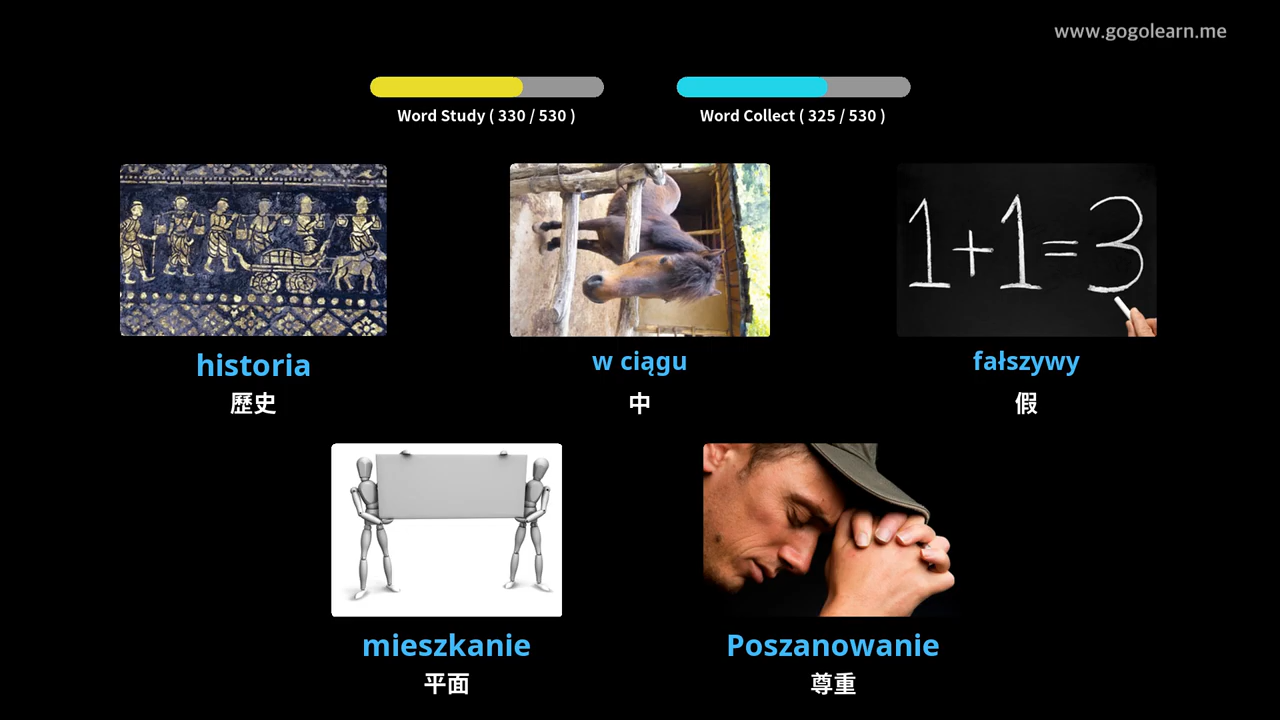 www.gogolearn.me
Word Study ( 330 / 530 )
Word Collect ( 325 / 530 )
1+1=3
historia
歷史
w ciągu
中
fałszywy
假
mieszkanie
平面
Poszanowanie
尊重